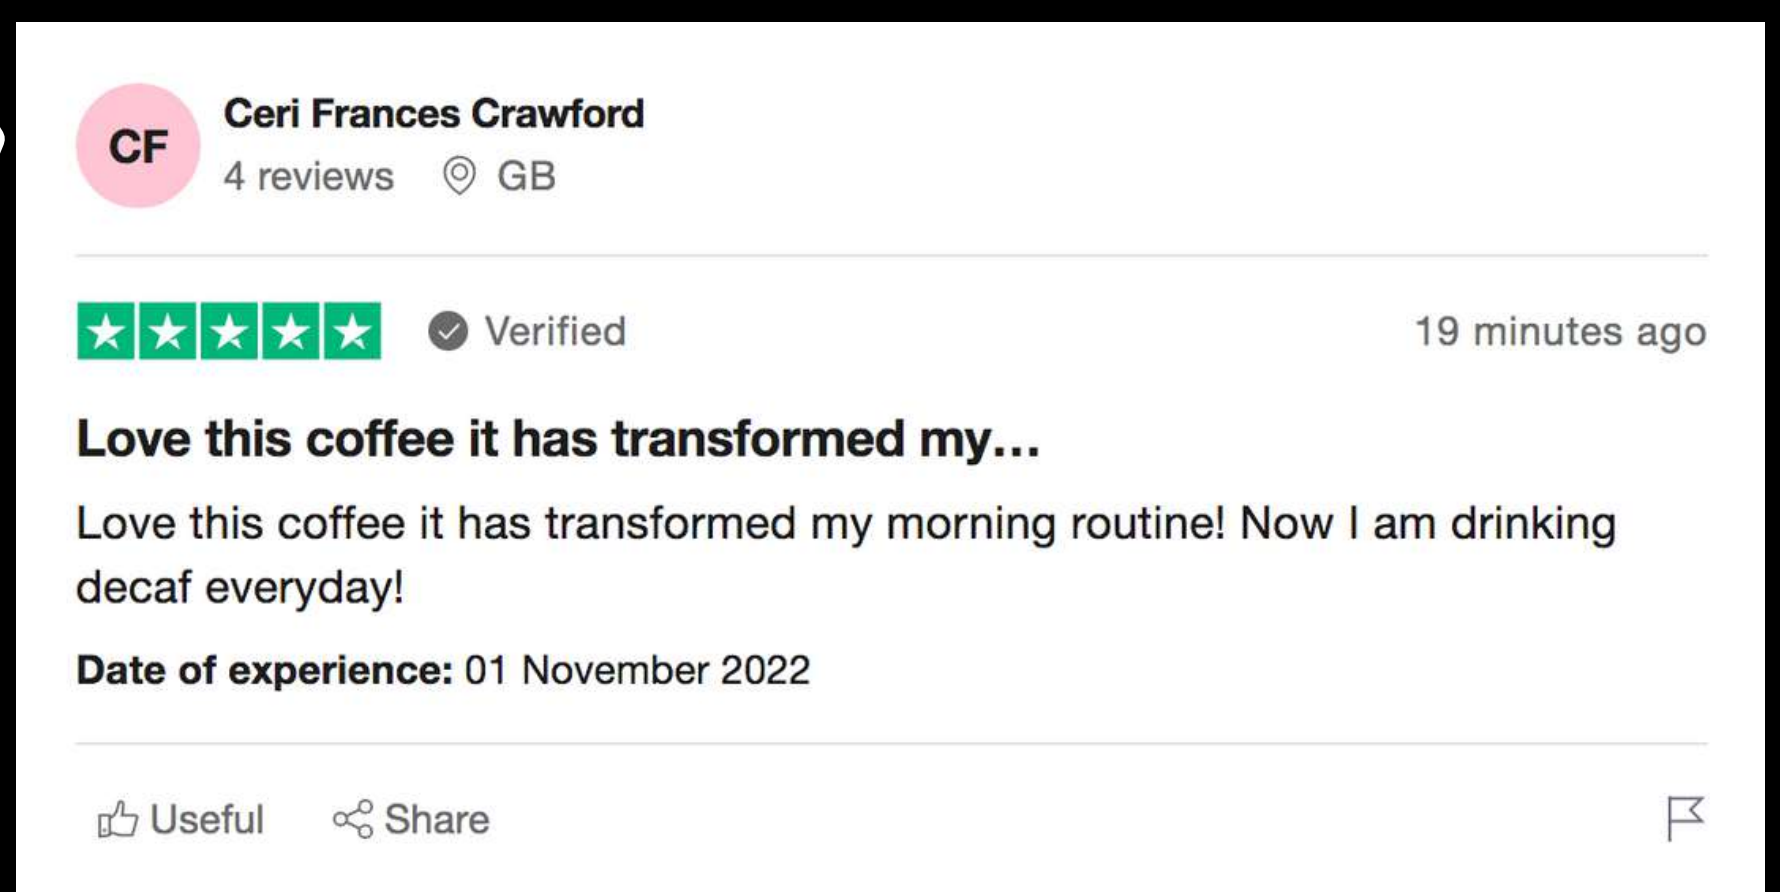 CF
Ceri Frances Crawford
4 reviews GB
Verified 19 minutes ago
Love this coffee it has transformed my...
Love this coffee it has transformed my morning routine! Now I am drinking
decaf everyday!
Date of experience: 01 November 2022
Useful Share